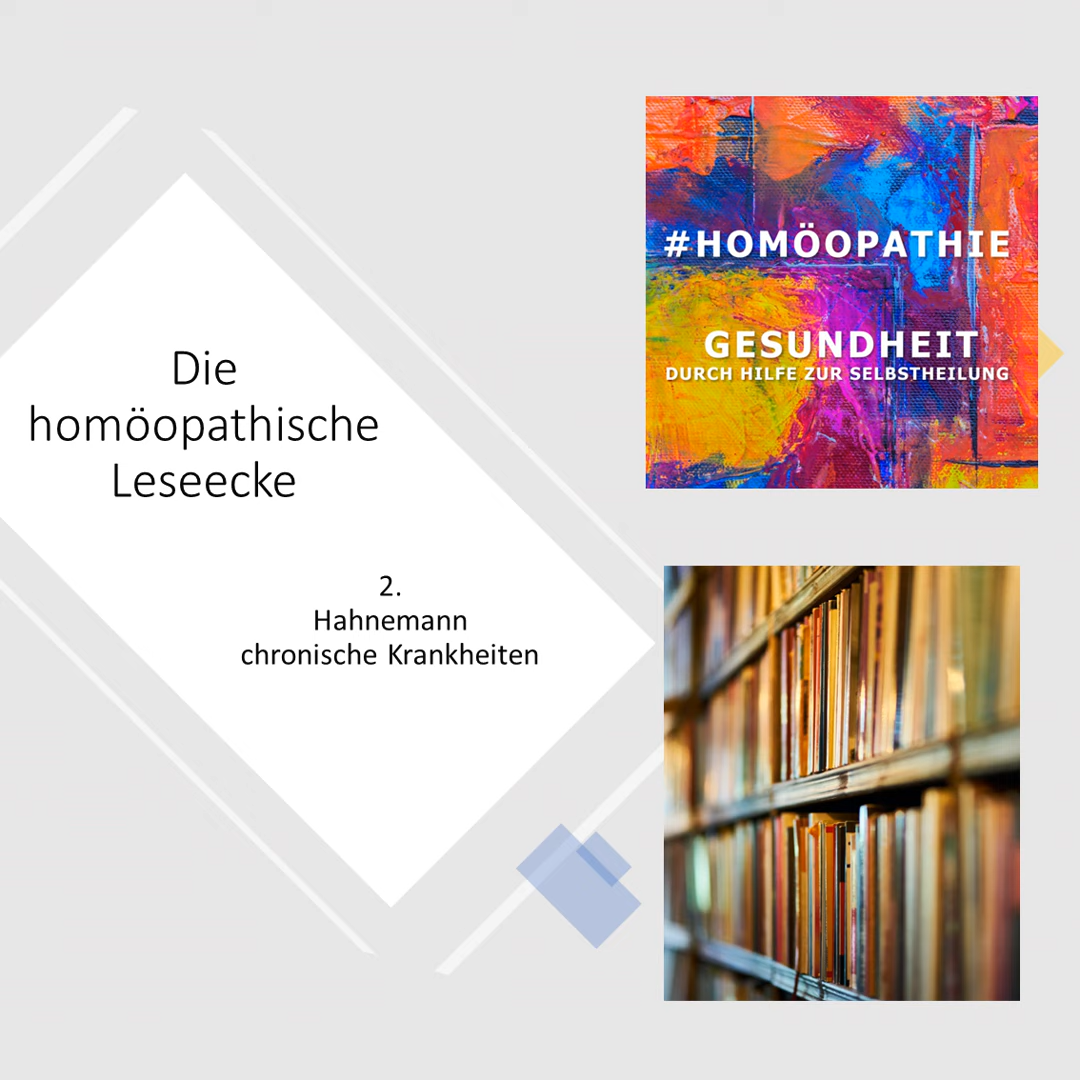 Die
homöopathische
Leseecke
2.
Hahnemann
chronische Krankheiten
#HOMÖOPATHIE
GESUNDHEIT
DURCH HILFE ZUR SELBSTHEILUNG